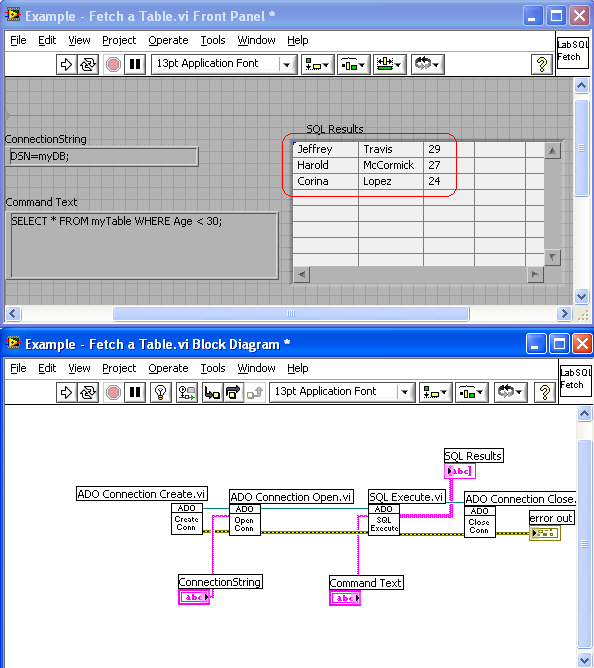 Example - Fetch a Table.vi Front Panel *
File Edit View Project Operate Tools Window Help
13pt Application Font
?
LabSQL
Fetch
SQL Results
ConnectionString
DSN=myDB;
Jeffrey Travis 29
Harold McCormick 27
Corina Lopez 24
Command Text
SELECT * FROM myTable WHERE Age < 30;
Example - Fetch a Table.vi Block Diagram *
File Edit View Project Operate Tools Window Help
13pt Application Font
?
LabSQL
Fetch
SQL Results
abc
ADO Connection Create.vi
ADO Connection Open.vi
SQL Execute.vi
ADO Connection Close.
ADO
Create
Conn
ADO
Open
Conn
ADO
SQL
Execute
ADO
Close
Conn
error out
ConnectionString
abc
Command Text
abc